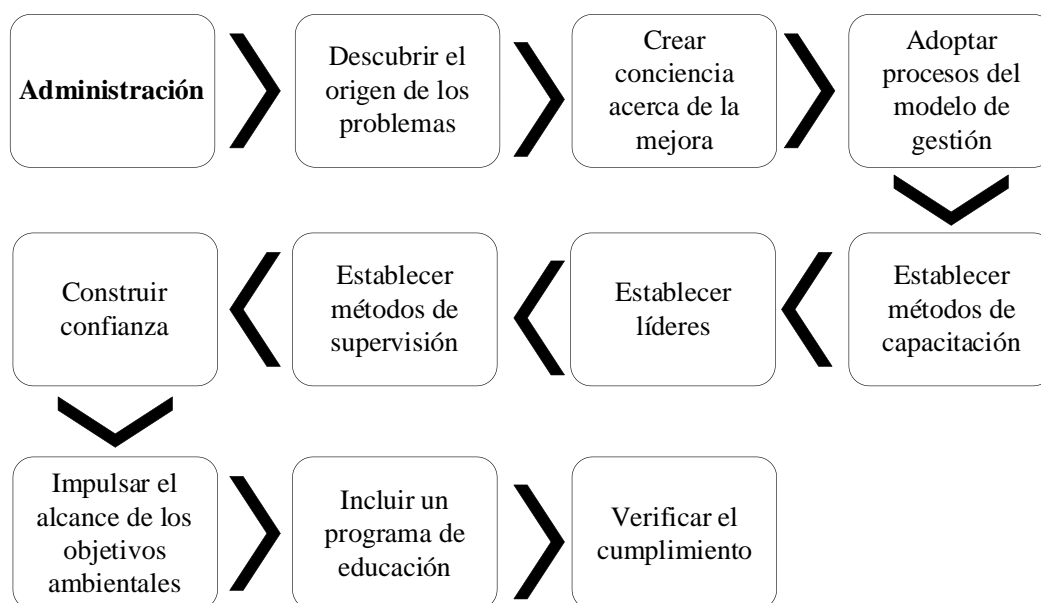 Administración
Descubrir el
origen de los
problemas
Crear
conciencia
acerca de la
mejora
Adoptar
procesos del
modelo de
gestión
Establecer
métodos de
capacitación
Establecer
líderes
Establecer
métodos de
supervisión
Construir
confianza
Impulsar el
alcance de los
objetivos
ambientales
Incluir un
programa de
educación
Verificar el
cumplimiento